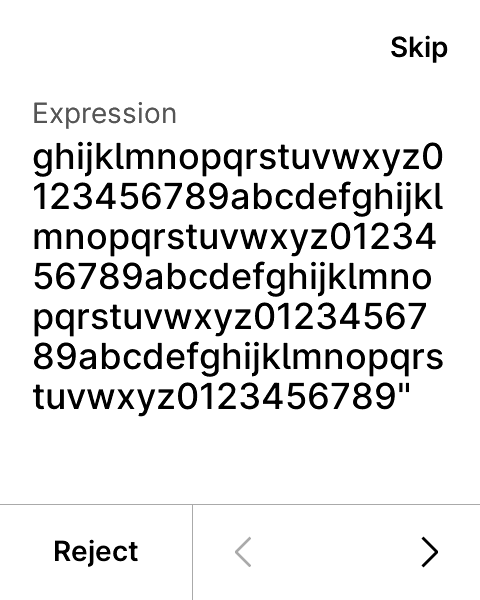 Skip
Expression
ghijklmnopqrstuvwxyz0
123456789abcdefghijkl
mnopqrstuvwxyz01234
56789abcdefghijklmno
pqrstuvwxyz01234567
89abcdefghijklmnopqrs
tuvwxyz0123456789"
Reject